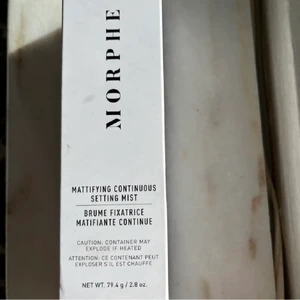 MORPHE
MATTIFYING CONTINUOUS
SETTING MIST
BRUME FIXATRICE
MATIFIANTE CONTINUE
CAUTION: CONTAINER MAY
EXPLODE IF HEATED
ATTENTION: CE CONTENANT PEUT
EXPLOSER S'IL EST CHAUFFÉ
NET WT. 79.4 g / 2.8 oz.